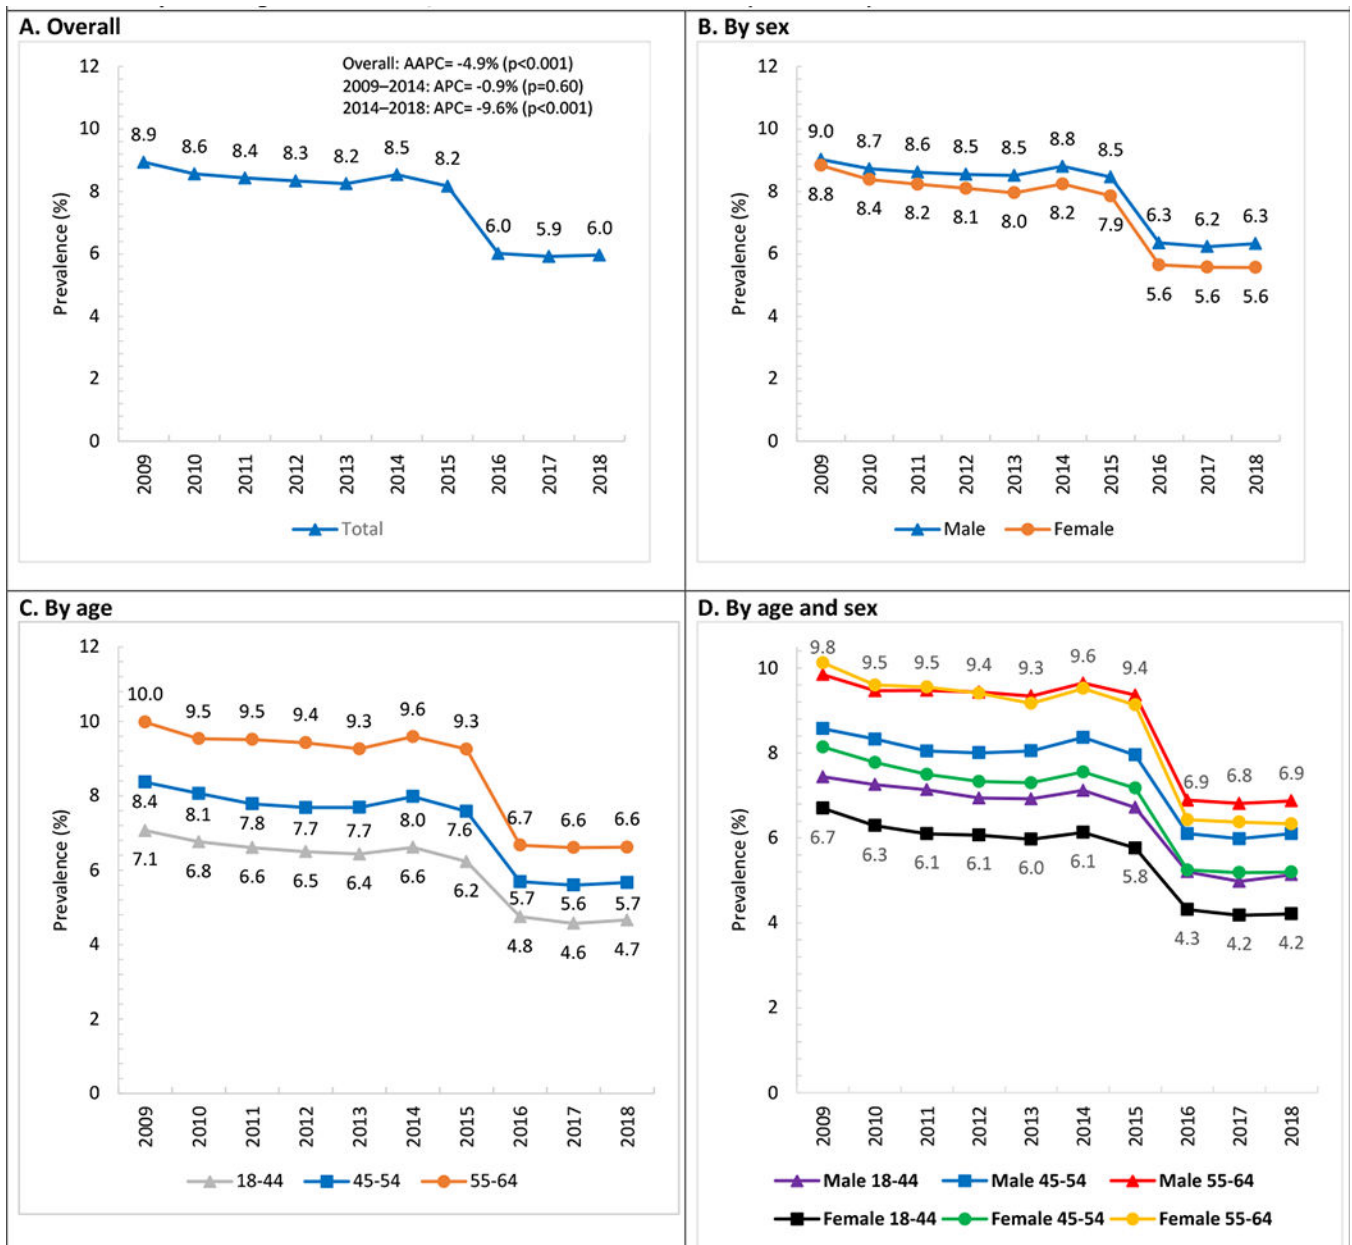 A. Overall
12
10
8
6
4
2
0
Prevalence (%)
Overall: AAPC= -4.9% (p<0.001)
2009–2014: APC= -0.9% (p=0.60)
2014–2018: APC= -9.6% (p<0.001)
8.9 8.6 8.4 8.3 8.2 8.5 8.2 6.0 5.9 6.0
2009 2010 2011 2012 2013 2014 2015 2016 2017 2018
Total
B. By sex
12
10
8
6
4
2
0
Prevalence (%)
9.0 8.7 8.6 8.5 8.5 8.8 8.5 6.3 6.2 6.3
8.8 8.4 8.2 8.1 8.0 8.2 7.9 5.6 5.6 5.6
2009 2010 2011 2012 2013 2014 2015 2016 2017 2018
Male Female
C. By age
12
10
8
6
4
2
0
Prevalence (%)
10.0 9.5 9.5 9.4 9.3 9.6 9.3 6.7 6.6 6.6
8.4 8.1 7.8 7.7 7.7 8.0 7.6 5.7 5.6 5.7
7.1 6.8 6.6 6.5 6.4 6.6 6.2 4.8 4.6 4.7
2009 2010 2011 2012 2013 2014 2015 2016 2017 2018
18-44 45-54 55-64
D. By age and sex
10
8
6
4
2
0
Prevalence (%)
9.8 9.5 9.5 9.4 9.3 9.6 9.4 6.9 6.8 6.9
6.7 6.3 6.1 6.1 6.0 6.1 5.8 4.3 4.2 4.2
2009 2010 2011 2012 2013 2014 2015 2016 2017 2018
Male 18-44 Male 45-54 Male 55-64
Female 18-44 Female 45-54 Female 55-64